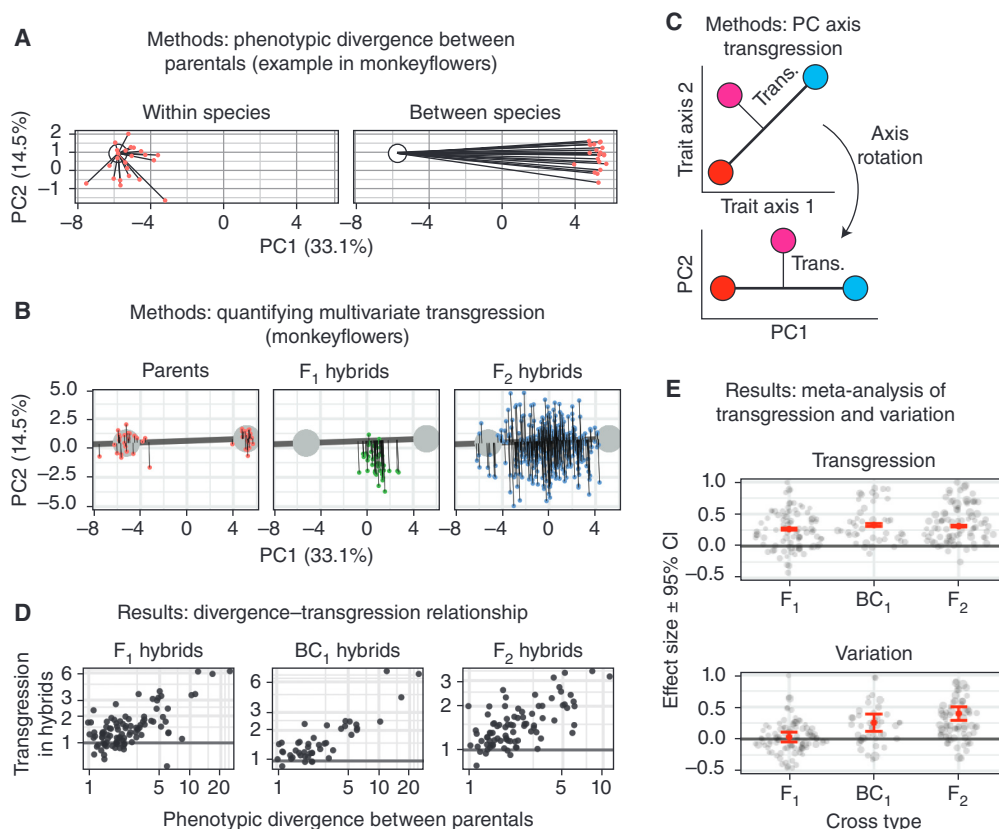 A
Methods: phenotypic divergence between
parentals (example in monkeyflowers)
Within species
Between species
PC2 (14.5%)
2
1
0
−1
−8
−4
0
4
−8
−4
0
4
PC1 (33.1%)
B
Methods: quantifying multivariate transgression
(monkeyflowers)
Parents
F1 hybrids
F2 hybrids
PC2 (14.5%)
5.0
2.5
0.0
−2.5
−5.0
−8
−4
0
4
−8
−4
0
4
−8
−4
0
4
PC1 (33.1%)
C
Methods: PC axis
transgression
Trait axis 2
Trans.
Trait axis 1
Axis
rotation
PC2
Trans.
PC1
D
Results: divergence–transgression relationship
F1 hybrids
BC1 hybrids
F2 hybrids
Transgression
in hybrids
6
3
2
1
1
5
10
20
6
3
2
1
1
5
10
20
3
2
1
1
5
10
Phenotypic divergence between parentals
E
Results: meta-analysis of
transgression and variation
Effect size ± 95% CI
Transgression
1.0
0.5
0.0
−0.5
F1
BC1
F2
Variation
1.0
0.5
0.0
−0.5
F1
BC1
F2
Cross type